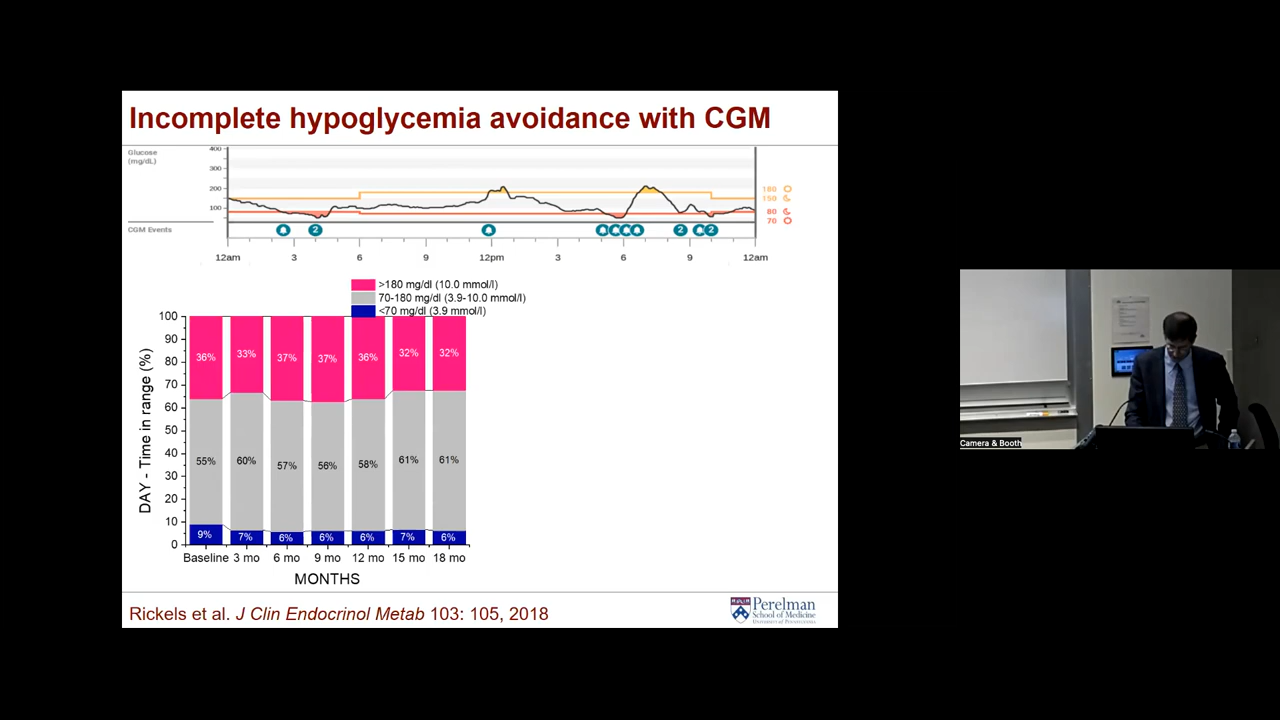 Incomplete hypoglycemia avoidance with CGM
Glucose
(mg/dL)
400
300
200
100
180
150
80
70
CGM Events
2
2
2
12am
3
6
9
12pm
3
6
9
12am
>180 mg/dl (10.0 mmol/l)
70-180 mg/dl (3.9-10.0 mmol/l)
<70 mg/dl (3.9 mmol/l)
DAY - Time in range (%)
100
90
80
70
60
50
40
30
20
10
0
36%
33%
37%
37%
36%
32%
32%
55%
60%
57%
56%
58%
61%
61%
9%
7%
6%
6%
6%
7%
6%
Baseline 3 mo 6 mo 9 mo 12 mo 15 mo 18 mo
MONTHS
Rickels et al. J Clin Endocrinol Metab 103: 105, 2018
Perelman
School of Medicine
University of Pennsylvania
Camera & Booth